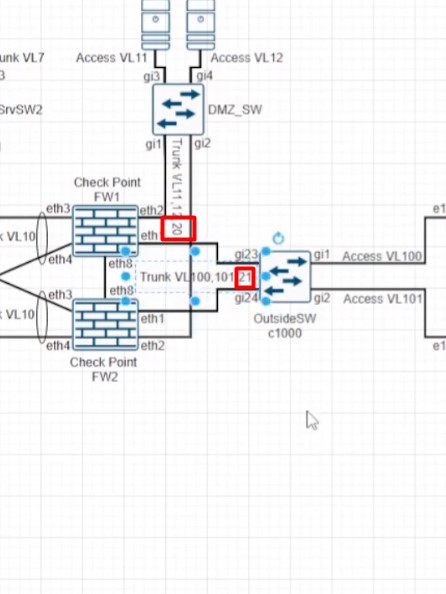 Access VL11
Access VL12
unk VL7
3
gi3
gi4
SrvSW2
DMZ_SW
gi1
gi2
Trunk VL11,12,20
Check Point
FW1
eth3
eth2
eth
VL10
eth4
eth8
gi23
gi1
Access VL100
Trunk VL100,101,21
eth8
eth3
gi24
gi2
Access VL101
VL10
eth1
OutsideSW
c1000
eth4
eth2
Check Point
FW2
e1
e1